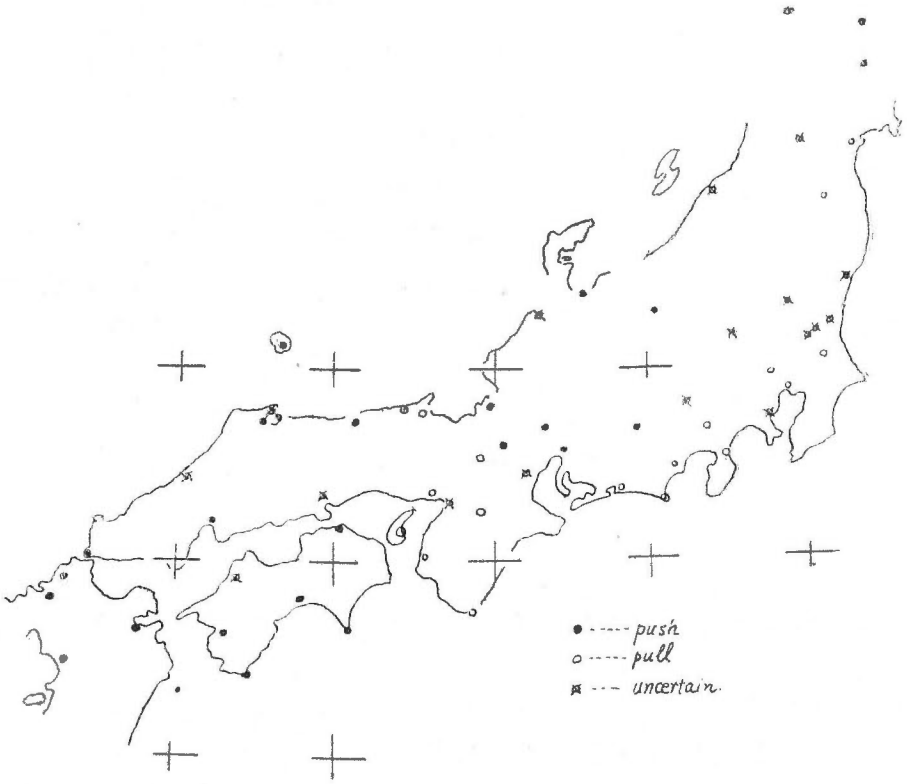 ● ---- push
○ ----- pull
¤ --- uncertain.